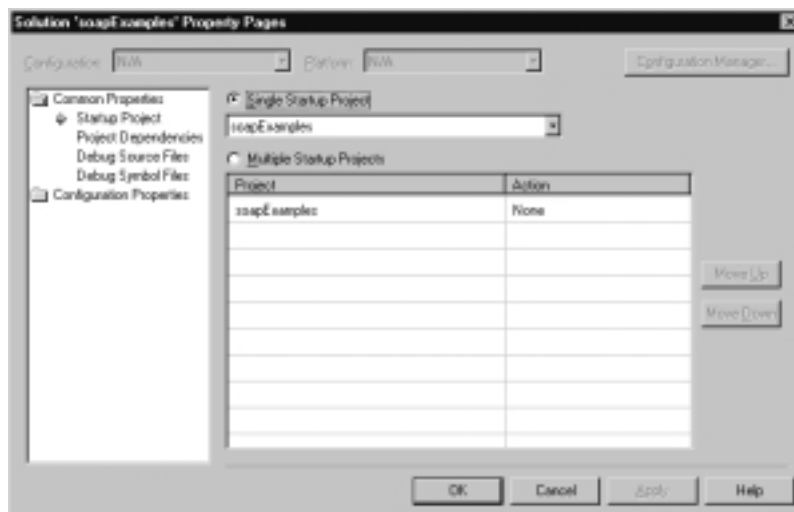 Solution 'soapExamples' Property Pages
Configuration: N/A Platform: N/A Configuration Manager...
Common Properties
Startup Project
Project Dependencies
Debug Source Files
Debug Symbol Files
Configuration Properties
Single Startup Project
soapExamples
Multiple Startup Projects
Project Action
soapExamples None
Move Up
Move Down
OK Cancel Apply Help